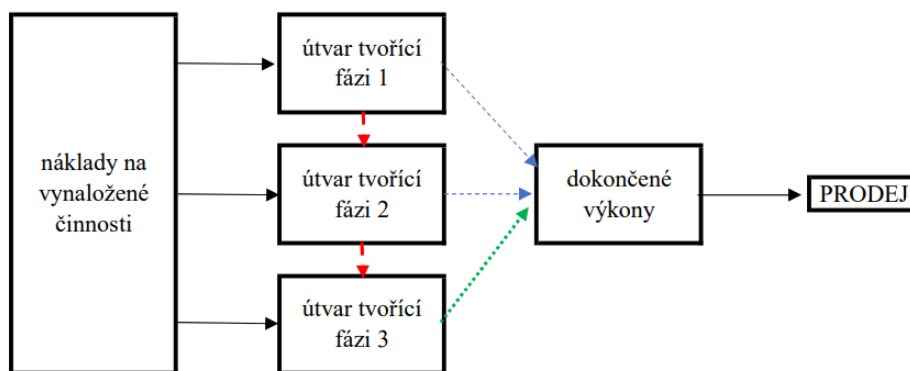 náklady na
vynaložené
činnosti
útvar tvořící
fázi 1
útvar tvořící
fázi 2
útvar tvořící
fázi 3
dokončené
výkony
PRODEJ